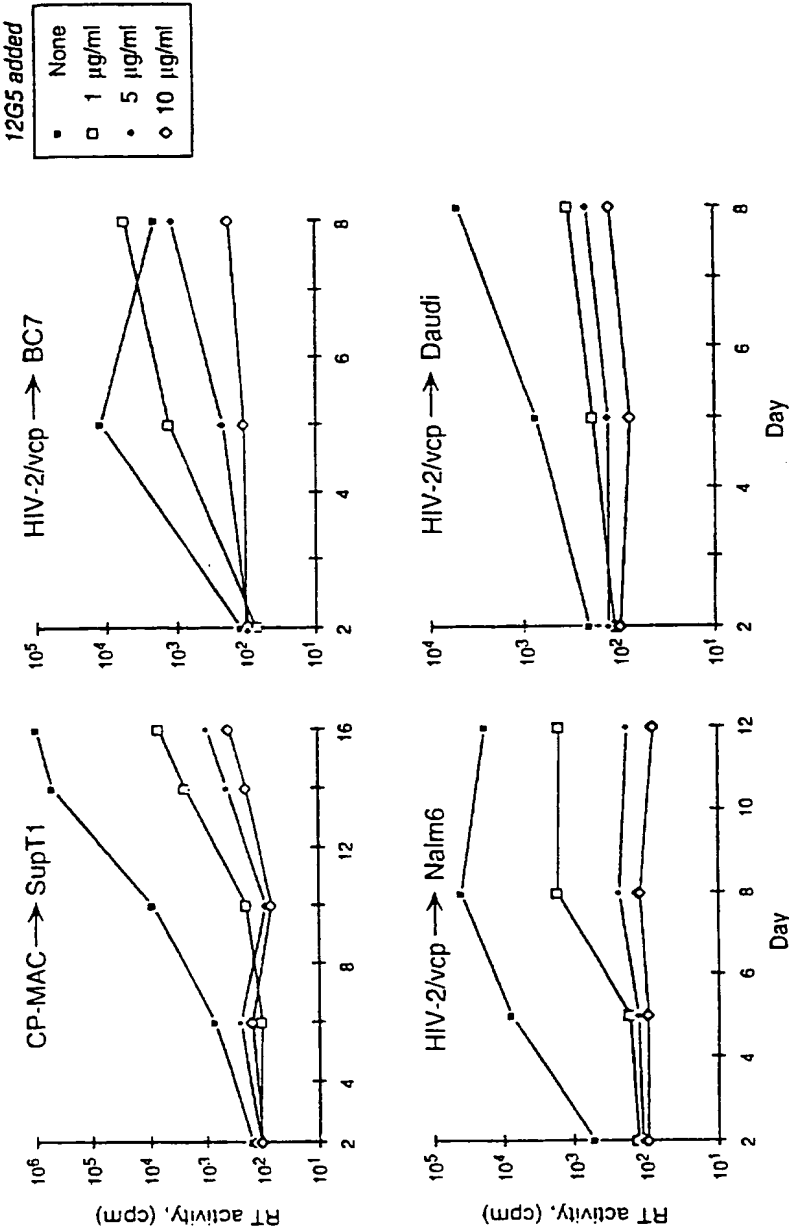 12G5 added
None
1 µg/ml
5 µg/ml
10 µg/ml
CP-MAC → SupT1
RT activity, (cpm)
10⁶
10⁵
10⁴
10¹
10²
10¹
2 4 8 12 16
HIV-2/vcp → BC7
10⁵
10⁴
10³
10²
10¹
2 4 6 8
HIV-2/vcp → Nalm6
RT activity, (cpm)
10⁵
10⁴
10³
10²
10¹
2 4 6 8 10 12
Day
HIV-2/vcp → Daudi
10⁴
10³
10²
10¹
2 4 6 8
Day